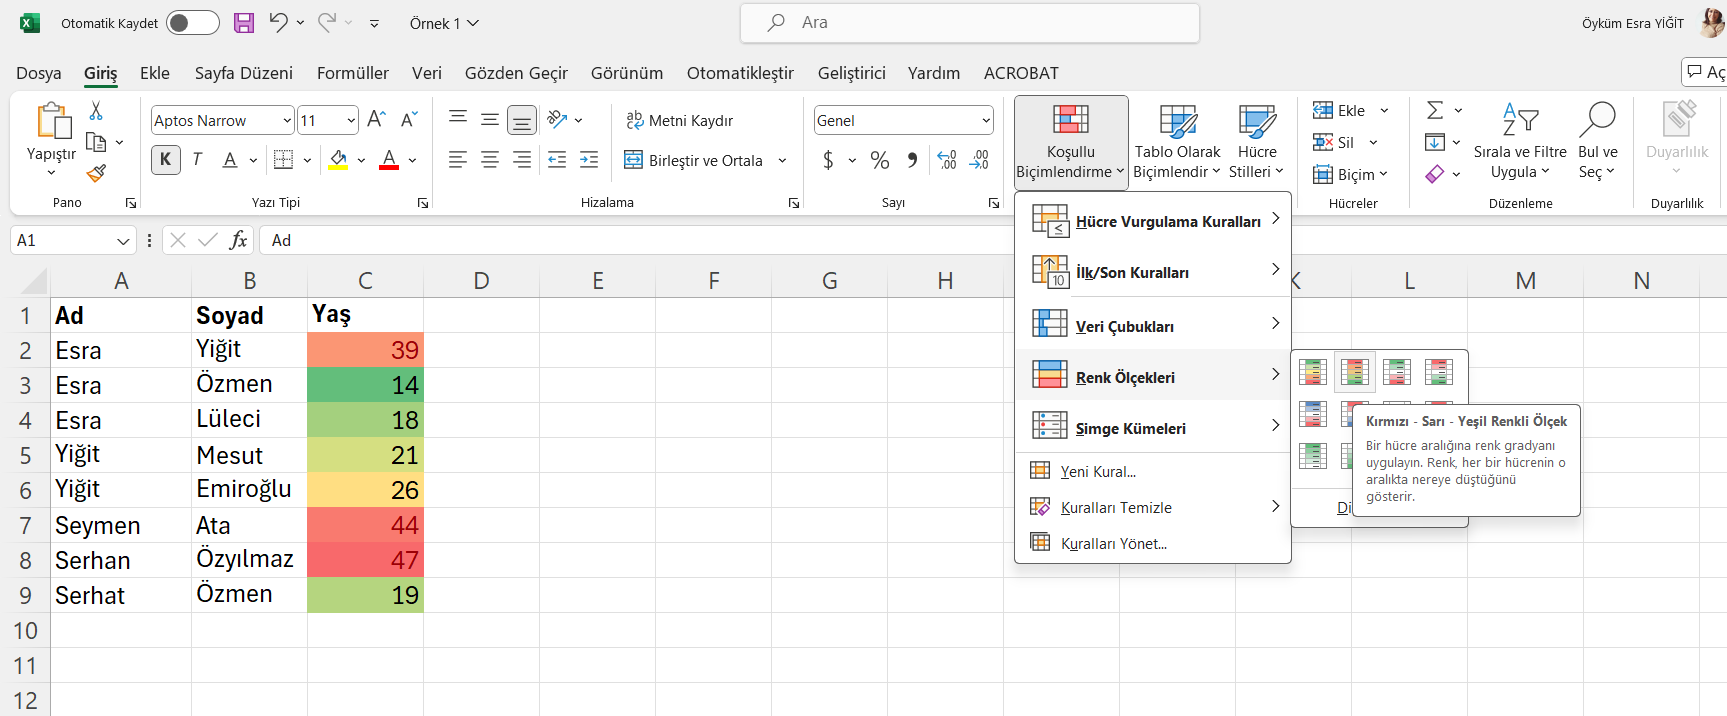 Otomatik Kaydet
Örnek 1
Ara
Öyküm Esra YİĞİT
Dosya Giriş Ekle Sayfa Düzeni Formüller Veri Gözden Geçir Görünüm Otomatikleştir Geliştirici Yardım ACROBAT
Yapıştır
Pano
Aptos Narrow 11
K T A A
Yazı Tipi
Metni Kaydır
Birleştir ve Ortala
Hizalama
Genel
$ %
Sayı
Koşullu Biçimlendirme
Tablo Olarak Biçimlendir
Hücre Stilleri
Ekle
Sil
Biçim
Hücreler
Sırala ve Filtre Uygula
Bul ve Seç
Düzenleme
Duyarlılık
Duyarlılık
A1 fx Ad
A B C D E F G H K L M N
1 Ad Soyad Yaş
2 Esra Yiğit 39
3 Esra Özmen 14
4 Esra Lüleci 18
5 Yiğit Mesut 21
6 Yiğit Emiroğlu 26
7 Seymen Ata 44
8 Serhan Özyılmaz 47
9 Serhat Özmen 19
10
11
12
Hücre Vurgulama Kuralları
İlk/Son Kuralları
Veri Çubukları
Renk Ölçekleri
Simge Kümeleri
Yeni Kural...
Kuralları Temizle
Kuralları Yönet...
Kırmızı - Sarı - Yeşil Renkli Ölçek
Bir hücre aralığına renk gradyanı
uygulayın. Renk, her bir hücrenin o
aralıkta nereye düştüğünü
gösterir.